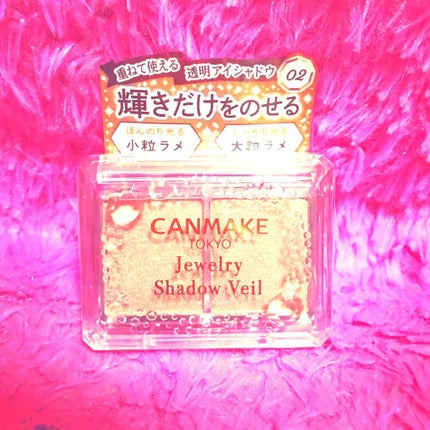 重ねて使える 透明アイシャドウ 02
輝きだけをのせる
ほんのり光る しっかり光る
小粒ラメ 大粒ラメ
CANMAKE
TOKYO
Jewelry
Shadow Veil